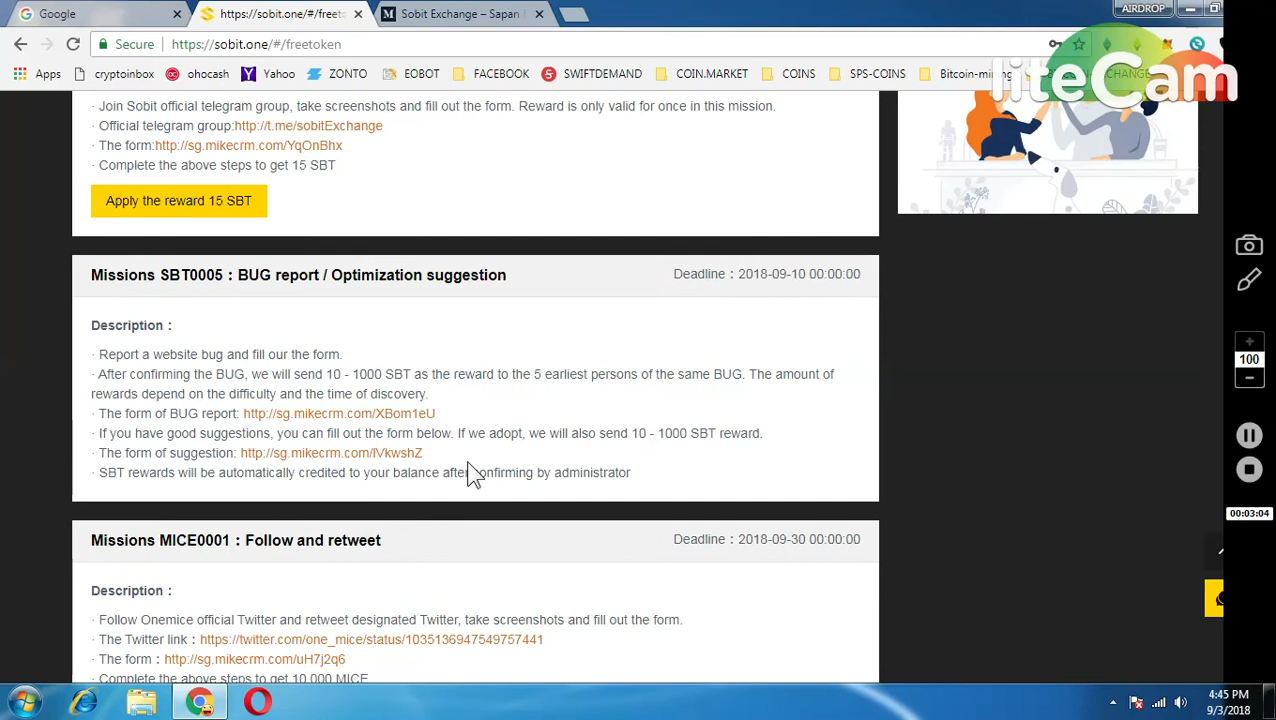 AIRDROP
Google
https://sobit.one/#/freeto
Sobit Exchange – Sapan
Secure
https://sobit.one/#/freetoken
Apps
cryptoinbox
ohocash
Yahoo
ZONTO
EOBOT
FACEBOOK
SWIFTDEMAND
COIN.MARKET
COINS
SPS-COINS
Bitcoin-mining
liteCam
· Join Sobit official telegram group, take screenshots and fill out the form. Reward is only valid for once in this mission.
· Official telegram group:http://t.me/sobitExchange
· The form:http://sg.mikecrm.com/YqOnBhx
· Complete the above steps to get 15 SBT
Apply the reward 15 SBT
Missions SBT0005：BUG report / Optimization suggestion
Deadline：2018-09-10 00:00:00
Description：
· Report a website bug and fill our the form.
· After confirming the BUG, we will send 10 - 1000 SBT as the reward to the 5 earliest persons of the same BUG. The amount of
rewards depend on the difficulty and the time of discovery.
· The form of BUG report: http://sg.mikecrm.com/XBom1eU
· If you have good suggestions, you can fill out the form below. If we adopt, we will also send 10 - 1000 SBT reward.
· The form of suggestion: http://sg.mikecrm.com/lVkwshZ
· SBT rewards will be automatically credited to your balance after confirming by administrator
Missions MICE0001：Follow and retweet
Deadline：2018-09-30 00:00:00
Description：
· Follow Onemice official Twitter and retweet designated Twitter, take screenshots and fill out the form.
· The Twitter link：https://twitter.com/one_mice/status/1035136947549757441
· The form：http://sg.mikecrm.com/uH7j2q6
· Complete the above steps to get 10,000 MICE
100
00:03:04
4:45 PM
9/3/2018